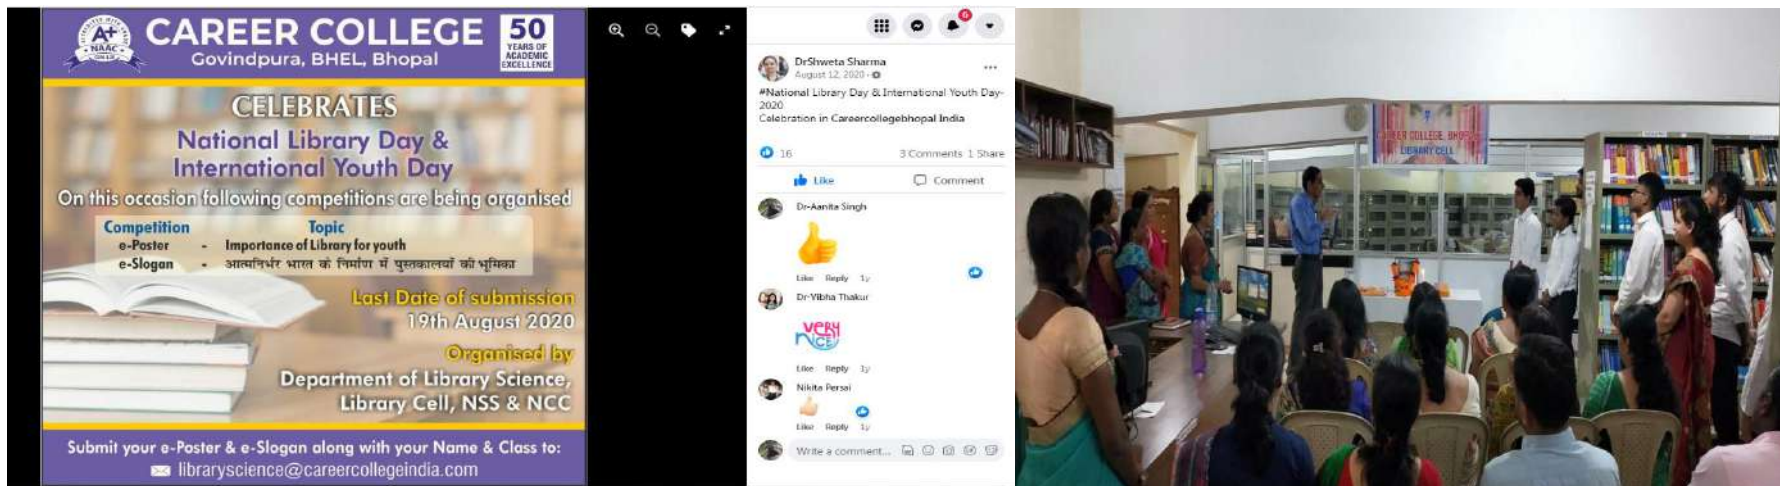 A+
NAAC
CAREER COLLEGE
Govindpura, BHEL, Bhopal
50
YEARS OF
ACADEMIC
EXCELLENCE
CELEBRATES
National Library Day &
International Youth Day
On this occasion following competitions are being organised
Competition Topic
e-Poster - Importance of Library for youth
e-Slogan - आत्मनिर्भर भारत के निर्माण में पुस्तकालयों की भूमिका
Last Date of submission
19th August 2020
Organised by
Department of Library Science,
Library Cell, NSS & NCC
Submit your e-Poster & e-Slogan along with your Name & Class to:
libraryscience@careercollegeindia.com
6
DrShweta Sharma
August 12, 2020
#National Library Day & International Youth Day-
2020
Celebration in Careercollegebhopal India
16 3 Comments 1 Share
Like Comment
Dr-Aanita Singh
Like Reply 1y
Dr-Vibha Thakur
VERY
NICE
Like Reply 1y
Nikita Persai
Like Reply 1y
Write a comment...
CAREER COLLEGE, BHOPAL
LIBRARY CELL